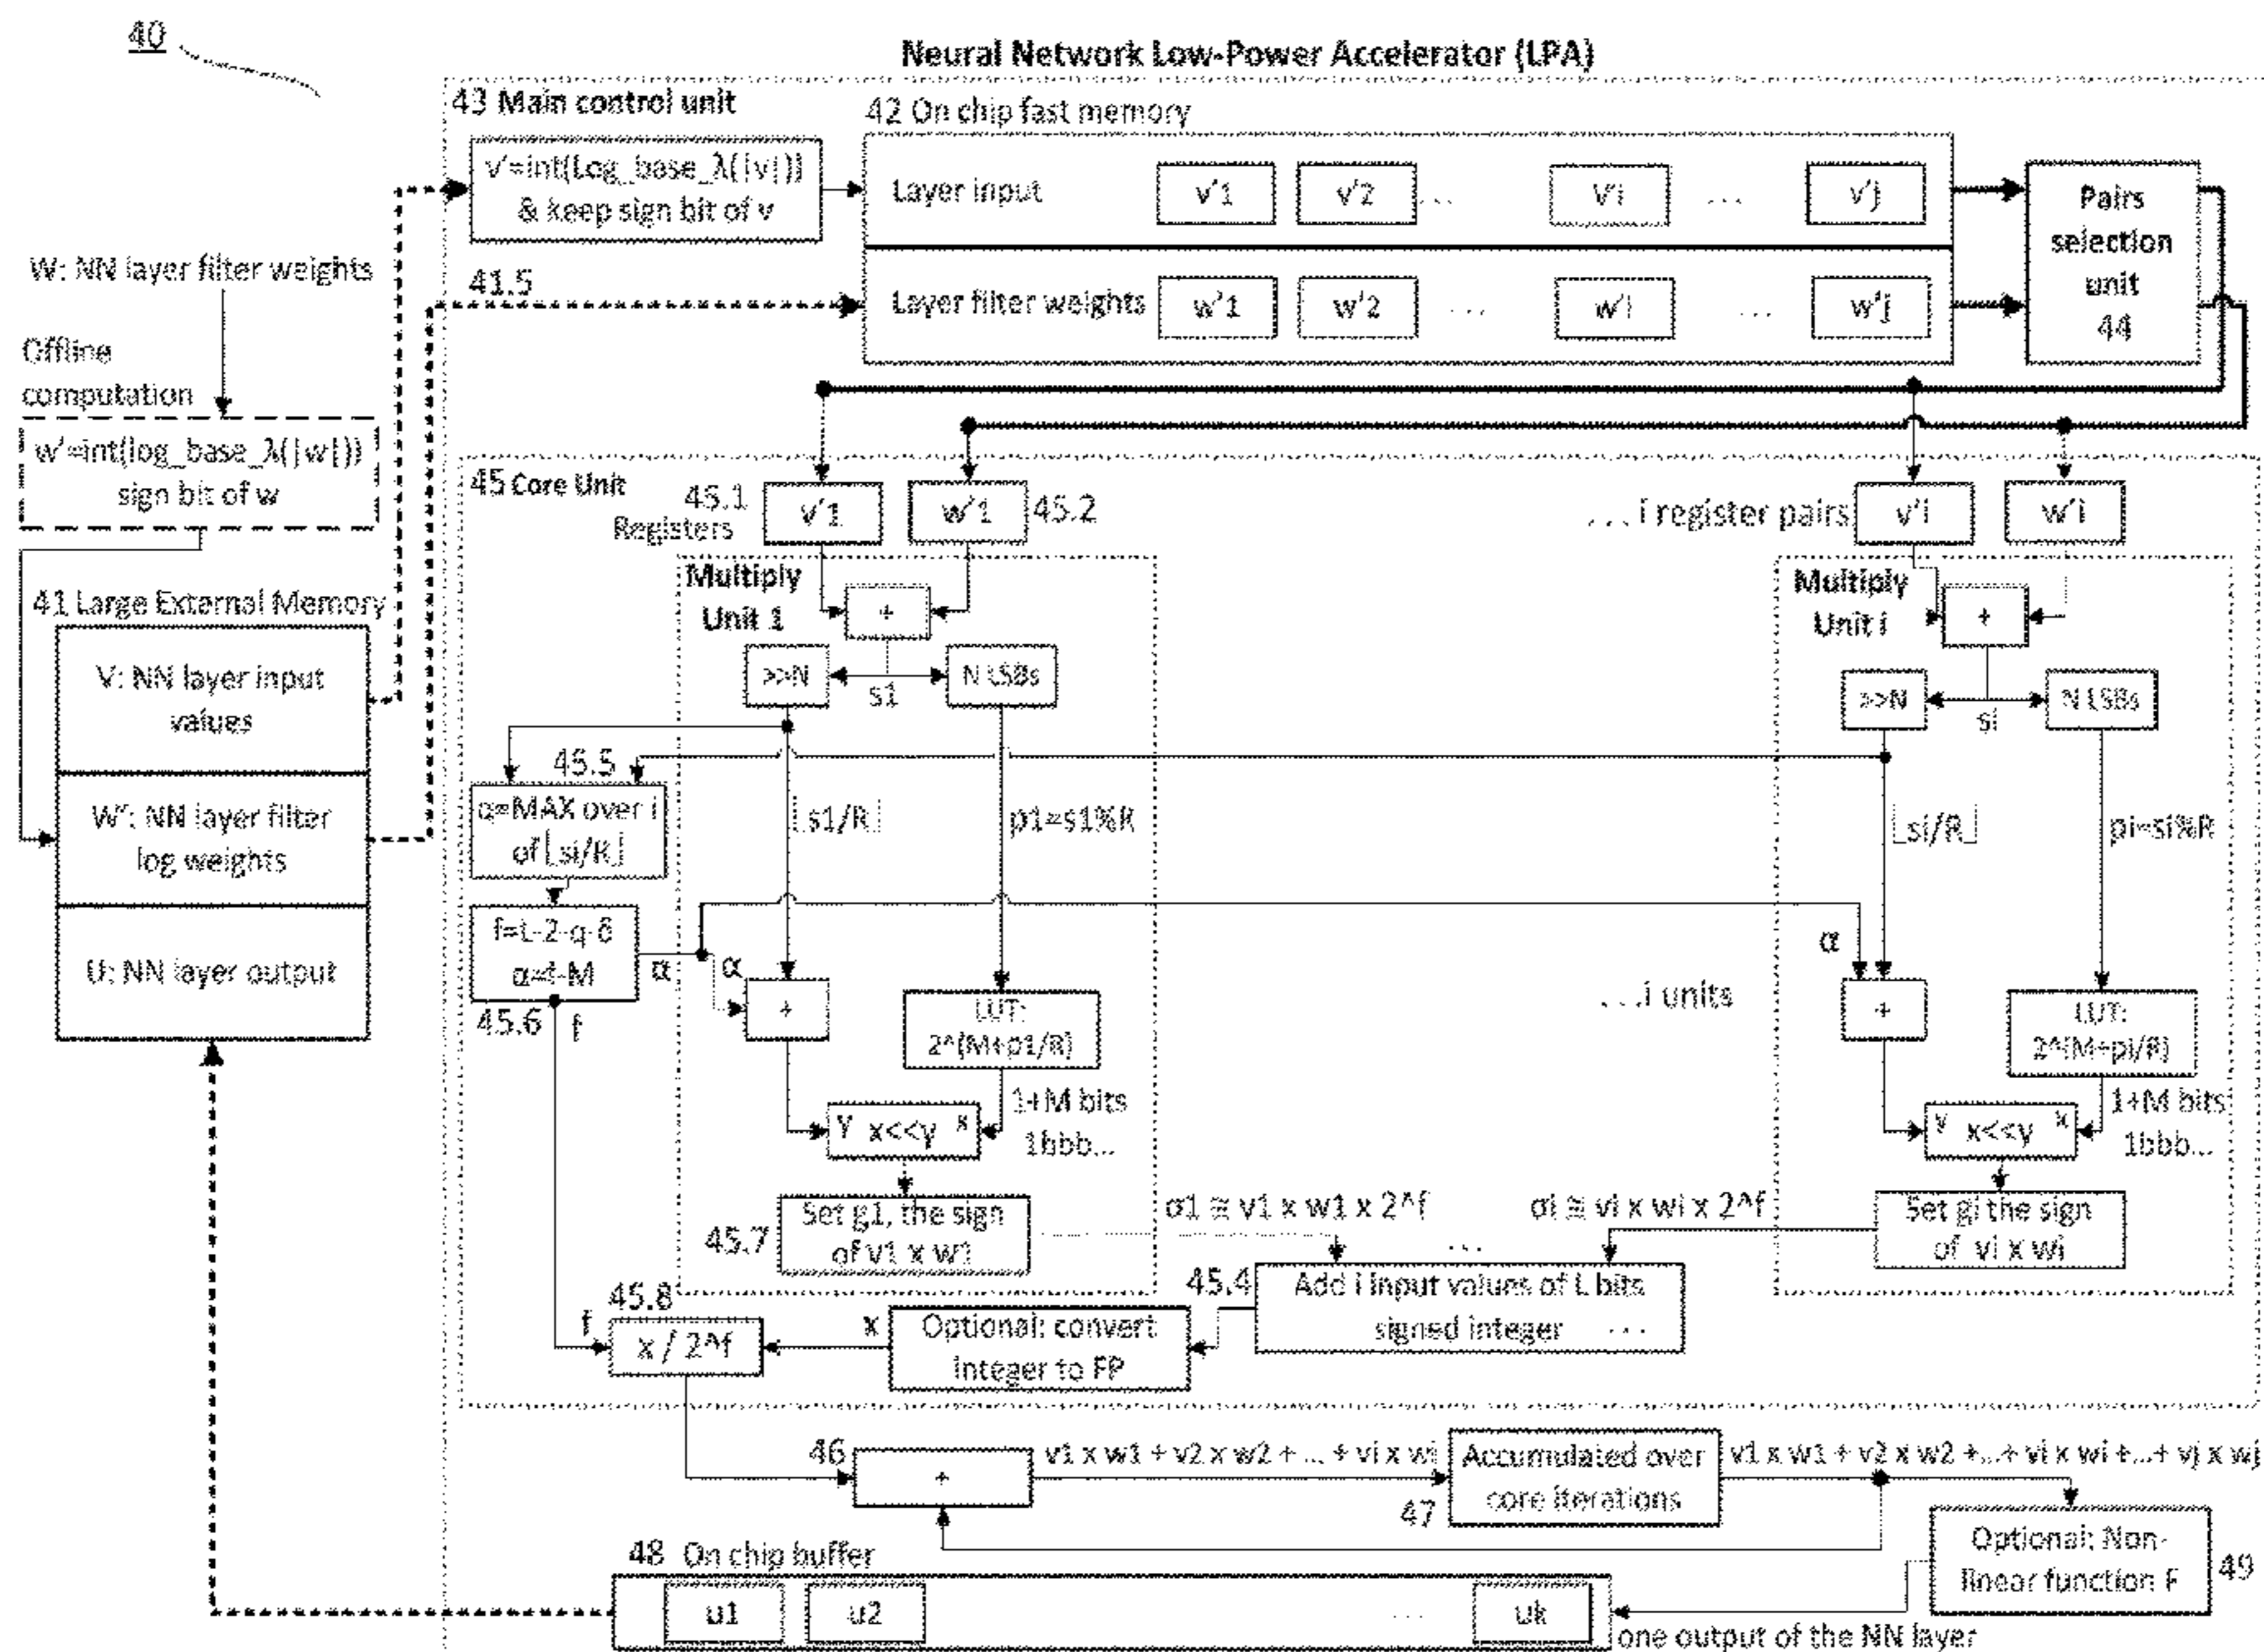 40
Neural Network Low-Power Accelerator (LPA)
43 Main control unit
42 On chip fast memory
v'=int(Log_base_λ(|v|))
& keep sign bit of v
Layer input
v'1
v'2
...
v'i
...
v'j
Pairs
selection
unit
44
41.5
Layer filter weights
w'1
w'2
...
w'i
...
w'j
W: NN layer filter weights
Offline
computation
w'=int(log_base_λ(|w|))
sign bit of w
41 Large External Memory
V: NN layer input
values
W': NN layer filter
log weights
U: NN layer output
45 Core Unit
45.1
Registers
v'1
w'1
45.2
...i register pairs
v'i
w'i
Multiply
Unit 1
+
>>N
s1
N LSBs
Multiply
Unit i
+
>>N
si
N LSBs
45.5
q=MAX over i
of ⌊si/R⌋
⌊s1/R⌋
p1=s1%R
⌊si/R⌋
pi=si%R
f=L-2-q-δ
α=f-M
45.6
f
α
α
+
LUT:
2^(M+p1/R)
...i units
α
+
LUT:
2^(M+pi/R)
1+M bits
1bbb...
y x<<y x
1+M bits
1bbb...
y x<<y x
45.7
Set g1, the sign
of v1 x w1
σ1 ≅ v1 x w1 x 2^f
σi ≅ vi x wi x 2^f
Set gi the sign
of vi x wi
...
45.4
Add i input values of L bits
signed integer ...
45.8
f
x / 2^f
x
Optional: convert
integer to FP
46
+
v1 x w1 + v2 x w2 + ... + vi x wi
Accumulated over
core iterations
47
v1 x w1 + v2 x w2 +...+ vi x wi +...+ vj x wj
Optional: Non-
linear function F
49
48 On chip buffer
u1
u2
...
uk
one output of the NN layer